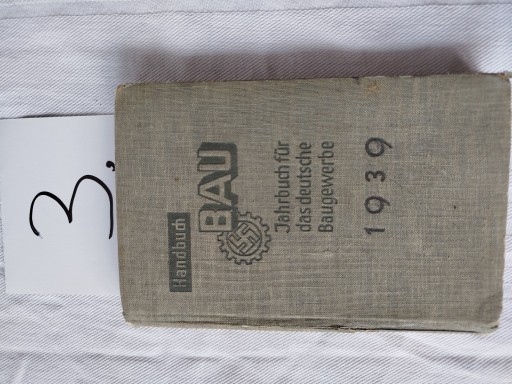 3.
Handbuch
BAU
Jahrbuch für
das deutsche
Baugewerbe
1939